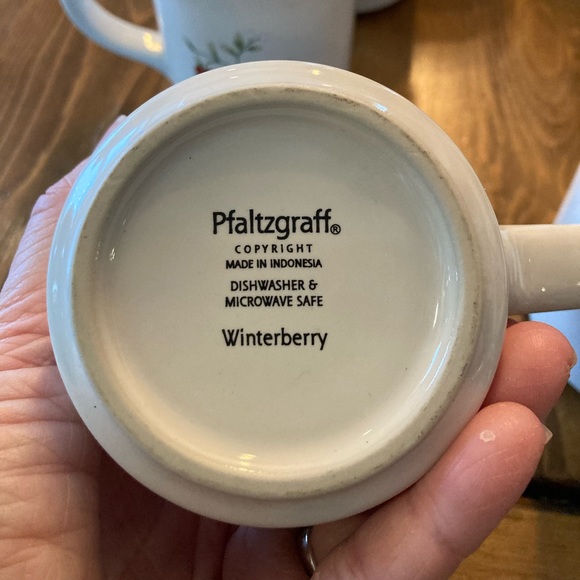 Pfaltzgraff®
COPYRIGHT
MADE IN INDONESIA
DISHWASHER &
MICROWAVE SAFE
Winterberry